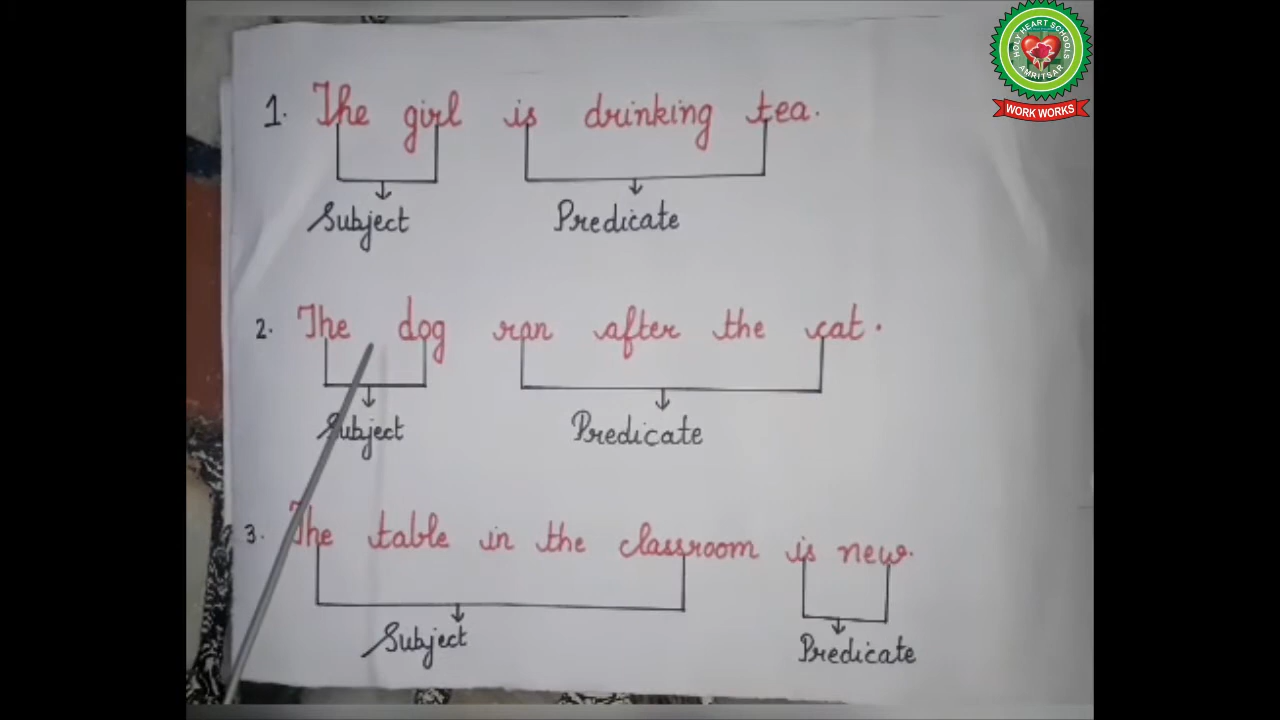 HOLY HEART SCHOOLS
AMRITSAR
WORK WORKS
1. The girl is drinking tea.
Subject Predicate
2. The dog ran after the cat.
Subject Predicate
3. The table in the classroom is new.
Subject Predicate